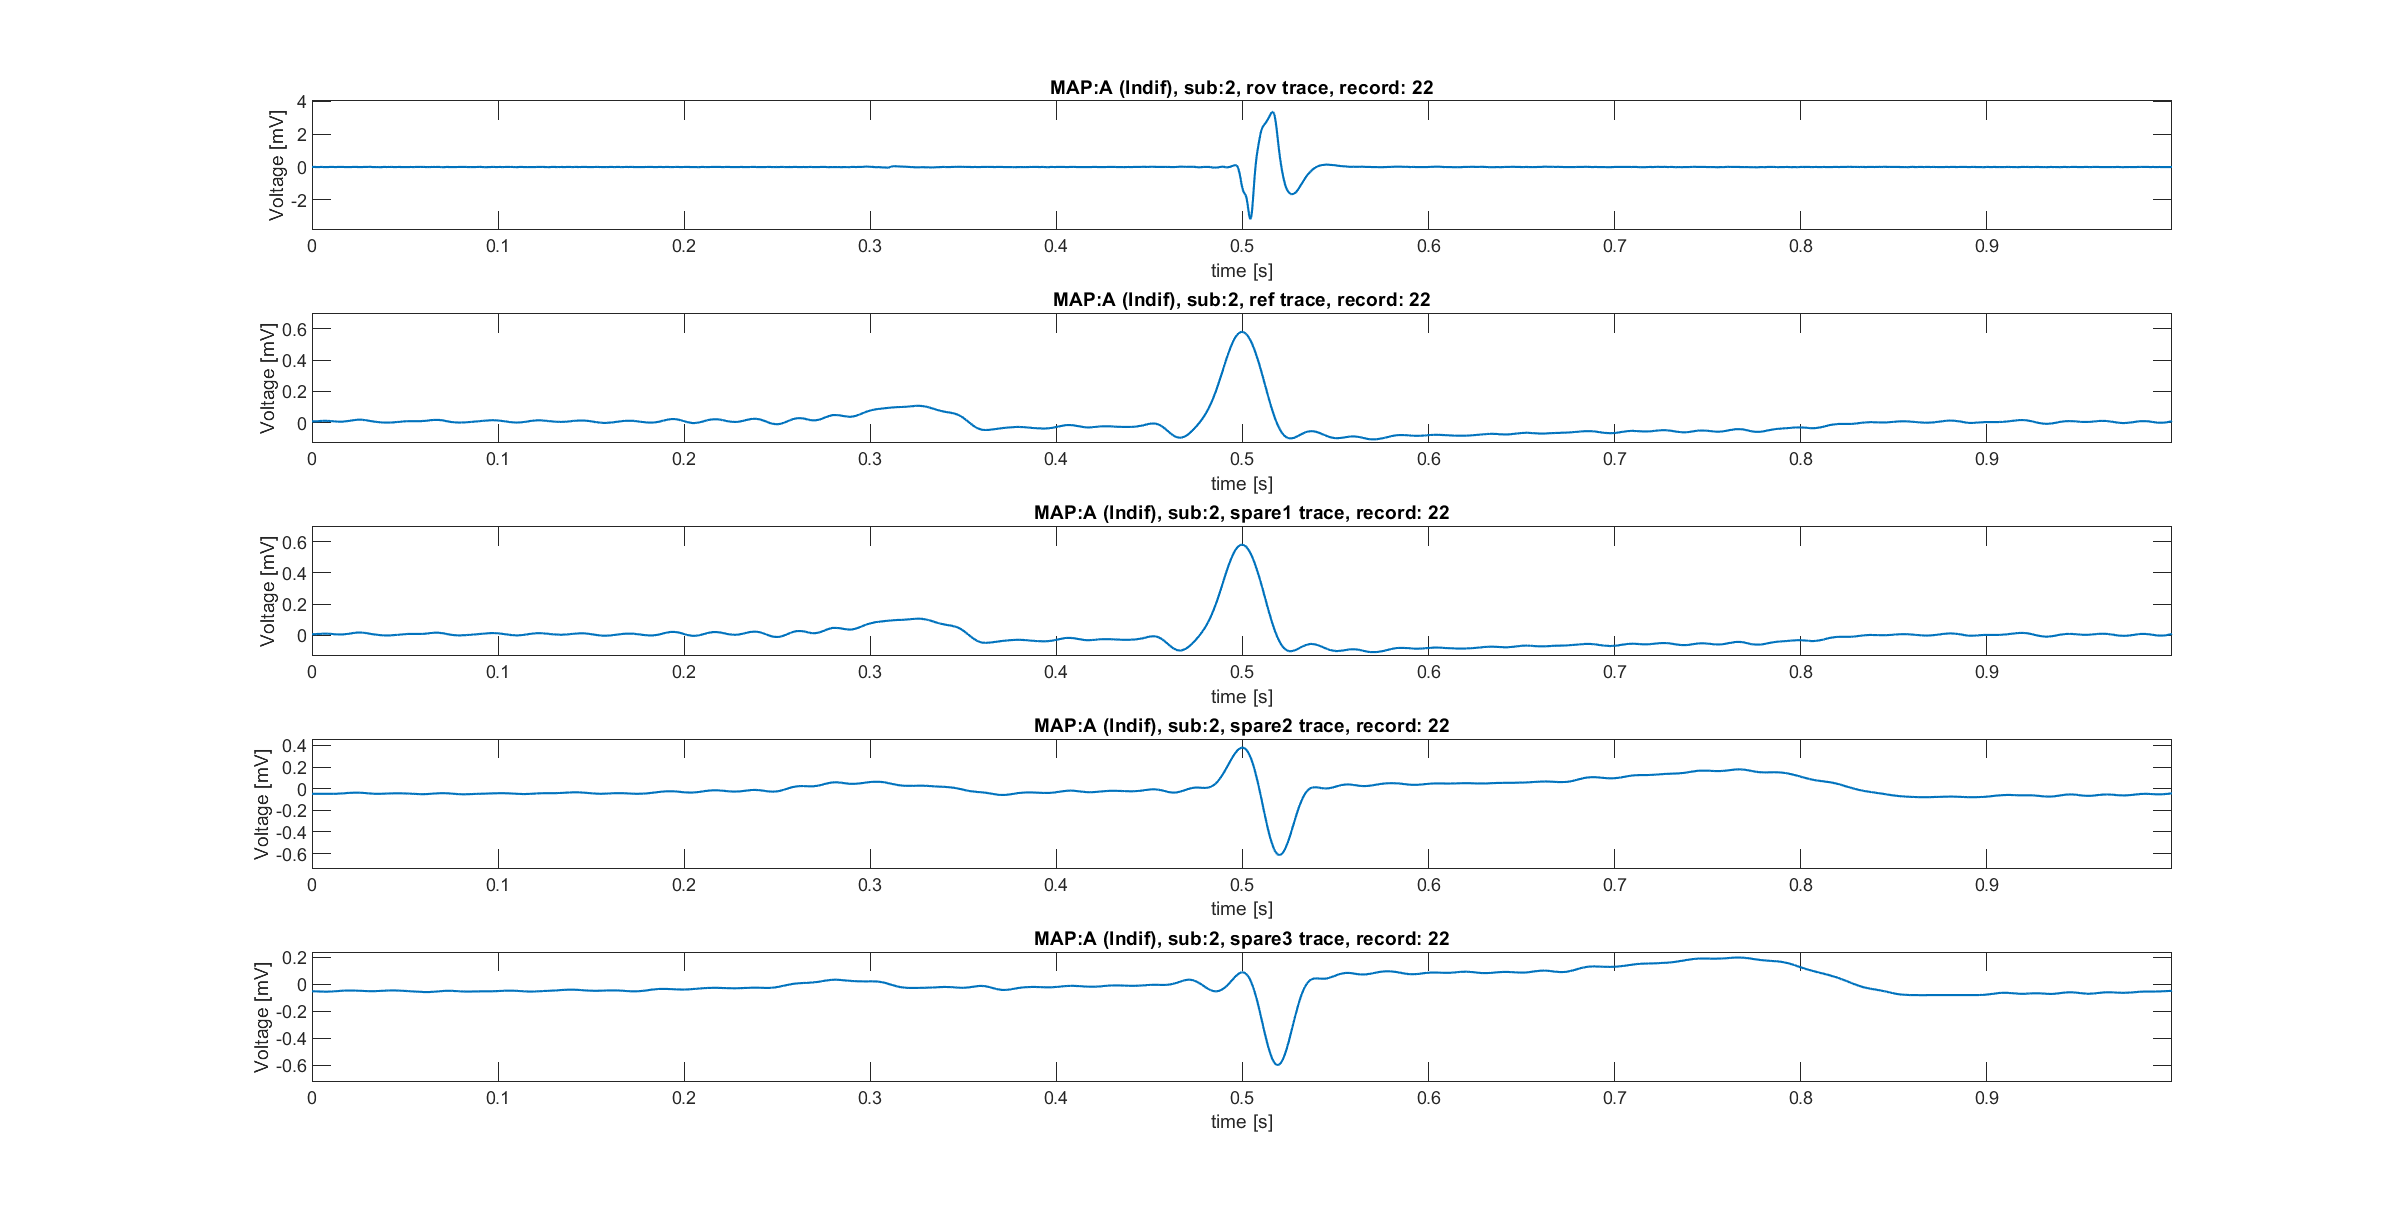 MAP:A (Indif), sub:2, rov trace, record: 22
Voltage [mV]
4
2
0
-2
0 0.1 0.2 0.3 0.4 0.5 0.6 0.7 0.8 0.9
time [s]
MAP:A (Indif), sub:2, ref trace, record: 22
Voltage [mV]
0.6
0.4
0.2
0
0 0.1 0.2 0.3 0.4 0.5 0.6 0.7 0.8 0.9
time [s]
MAP:A (Indif), sub:2, spare1 trace, record: 22
Voltage [mV]
0.6
0.4
0.2
0
0 0.1 0.2 0.3 0.4 0.5 0.6 0.7 0.8 0.9
time [s]
MAP:A (Indif), sub:2, spare2 trace, record: 22
Voltage [mV]
0.4
0.2
0
-0.2
-0.4
-0.6
0 0.1 0.2 0.3 0.4 0.5 0.6 0.7 0.8 0.9
time [s]
MAP:A (Indif), sub:2, spare3 trace, record: 22
Voltage [mV]
0.2
0
-0.2
-0.4
-0.6
0 0.1 0.2 0.3 0.4 0.5 0.6 0.7 0.8 0.9
time [s]